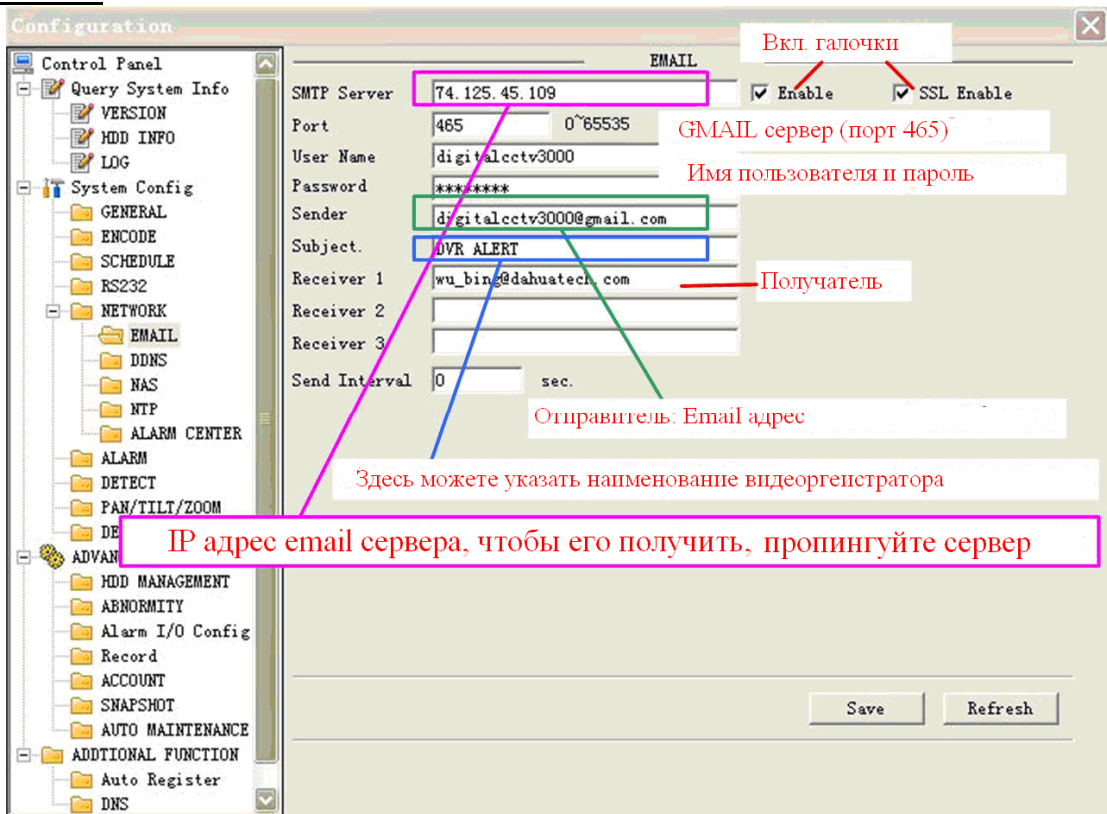 Configuration
Control Panel
Query System Info
VERSION
HDD INFO
LOG
System Config
GENERAL
ENCODE
SCHEDULE
RS232
NETWORK
EMAIL
DDNS
NAS
NTP
ALARM CENTER
ALARM
DETECT
PAN/TILT/ZOOM
DE
ADVAN
HDD MANAGEMENT
ABNORMITY
Alarm I/O Config
Record
ACCOUNT
SNAPSHOT
AUTO MAINTENANCE
ADDTIONAL FUNCTION
Auto Register
DNS
EMAIL
Вкл. галочки
SMTP Server 74.125.45.109 Enable SSL Enable
Port 465 0~65535
GMAIL сервер (порт 465)
User Name digitalcctv3000
Имя пользователя и пароль
Password ********
Sender digitalcctv3000@gmail.com
Subject. DVR ALERT
Receiver 1 wu_bing@dahuatech.com
Получатель
Receiver 2
Receiver 3
Send Interval 0 sec.
Отправитель: Email адрес
Здесь можете указать наименование видеоргеистратора
IP адрес email сервера, чтобы его получить, пропингуйте сервер
Save Refresh